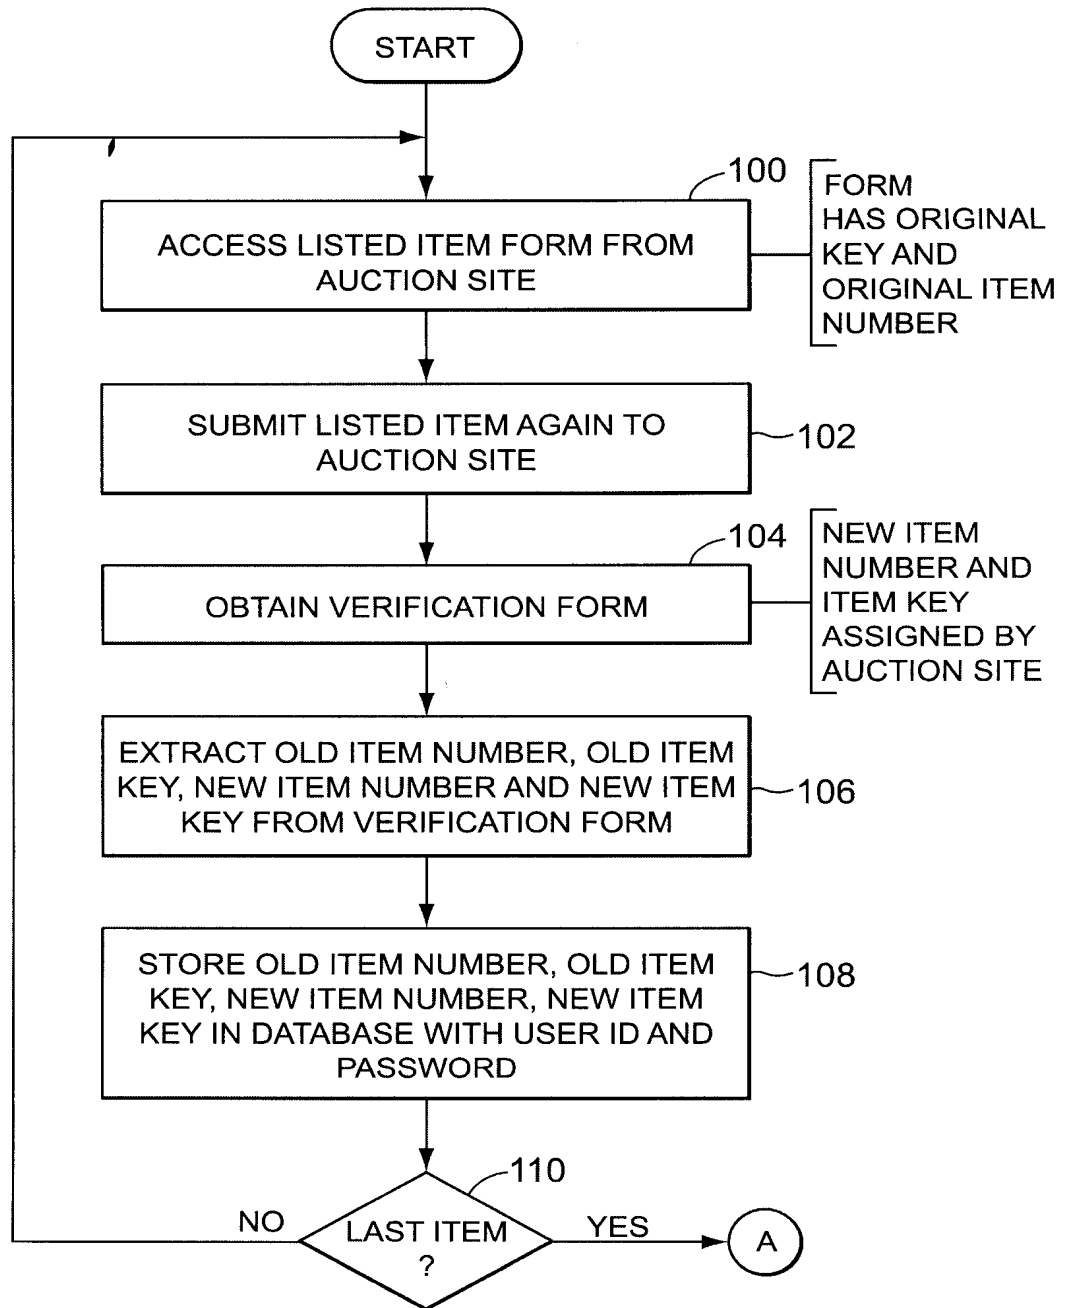 START
100
ACCESS LISTED ITEM FORM FROM
AUCTION SITE
FORM
HAS ORIGINAL
KEY AND
ORIGINAL ITEM
NUMBER
SUBMIT LISTED ITEM AGAIN TO
AUCTION SITE
102
104
OBTAIN VERIFICATION FORM
NEW ITEM
NUMBER AND
ITEM KEY
ASSIGNED BY
AUCTION SITE
EXTRACT OLD ITEM NUMBER, OLD ITEM
KEY, NEW ITEM NUMBER AND NEW ITEM
KEY FROM VERIFICATION FORM
106
STORE OLD ITEM NUMBER, OLD ITEM
KEY, NEW ITEM NUMBER, NEW ITEM
KEY IN DATABASE WITH USER ID AND
PASSWORD
108
110
LAST ITEM
?
NO
YES
A